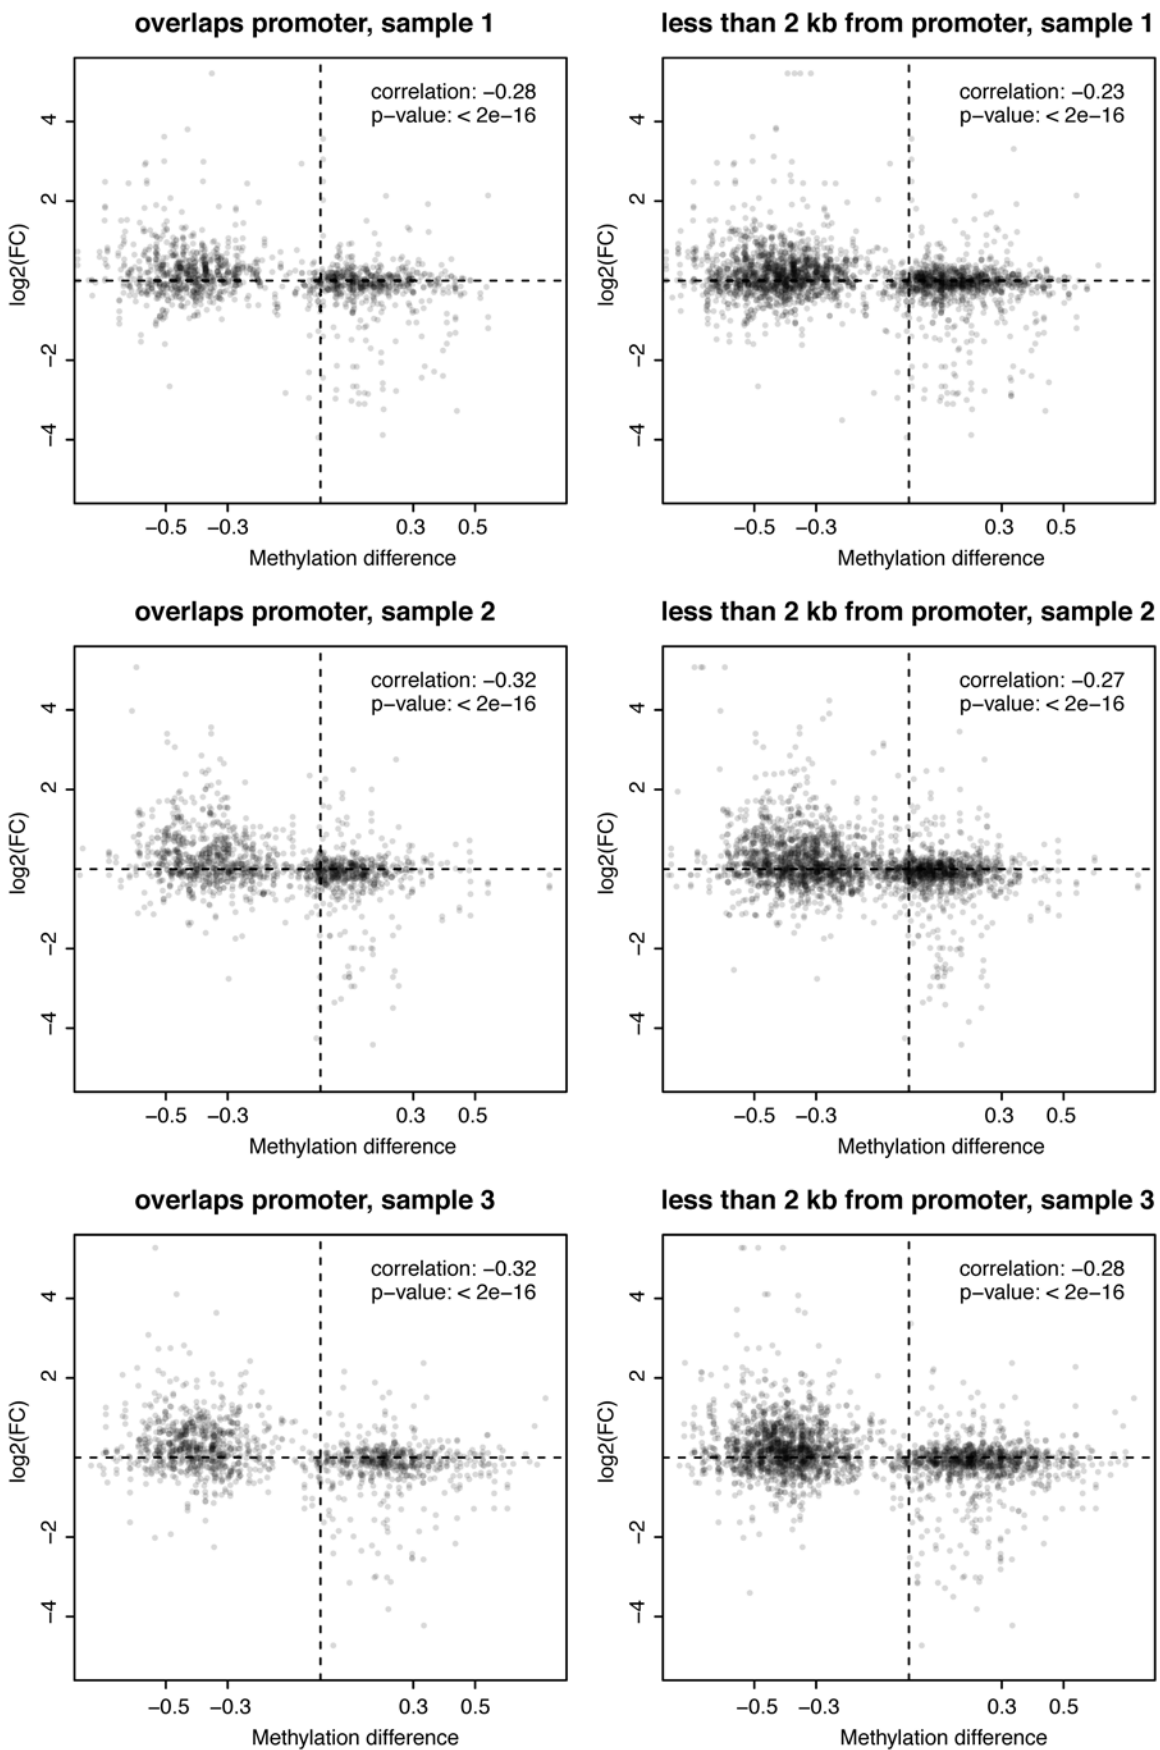 overlaps promoter, sample 1
correlation: −0.28
p−value: < 2e−16
4
2
−2
−4
log2(FC)
−0.5 −0.3 0.3 0.5
Methylation difference
less than 2 kb from promoter, sample 1
correlation: −0.23
p−value: < 2e−16
4
2
−2
−4
log2(FC)
−0.5 −0.3 0.3 0.5
Methylation difference
overlaps promoter, sample 2
correlation: −0.32
p−value: < 2e−16
4
2
−2
−4
log2(FC)
−0.5 −0.3 0.3 0.5
Methylation difference
less than 2 kb from promoter, sample 2
correlation: −0.27
p−value: < 2e−16
4
2
−2
−4
log2(FC)
−0.5 −0.3 0.3 0.5
Methylation difference
overlaps promoter, sample 3
correlation: −0.32
p−value: < 2e−16
4
2
−2
−4
log2(FC)
−0.5 −0.3 0.3 0.5
Methylation difference
less than 2 kb from promoter, sample 3
correlation: −0.28
p−value: < 2e−16
4
2
−2
−4
log2(FC)
−0.5 −0.3 0.3 0.5
Methylation difference